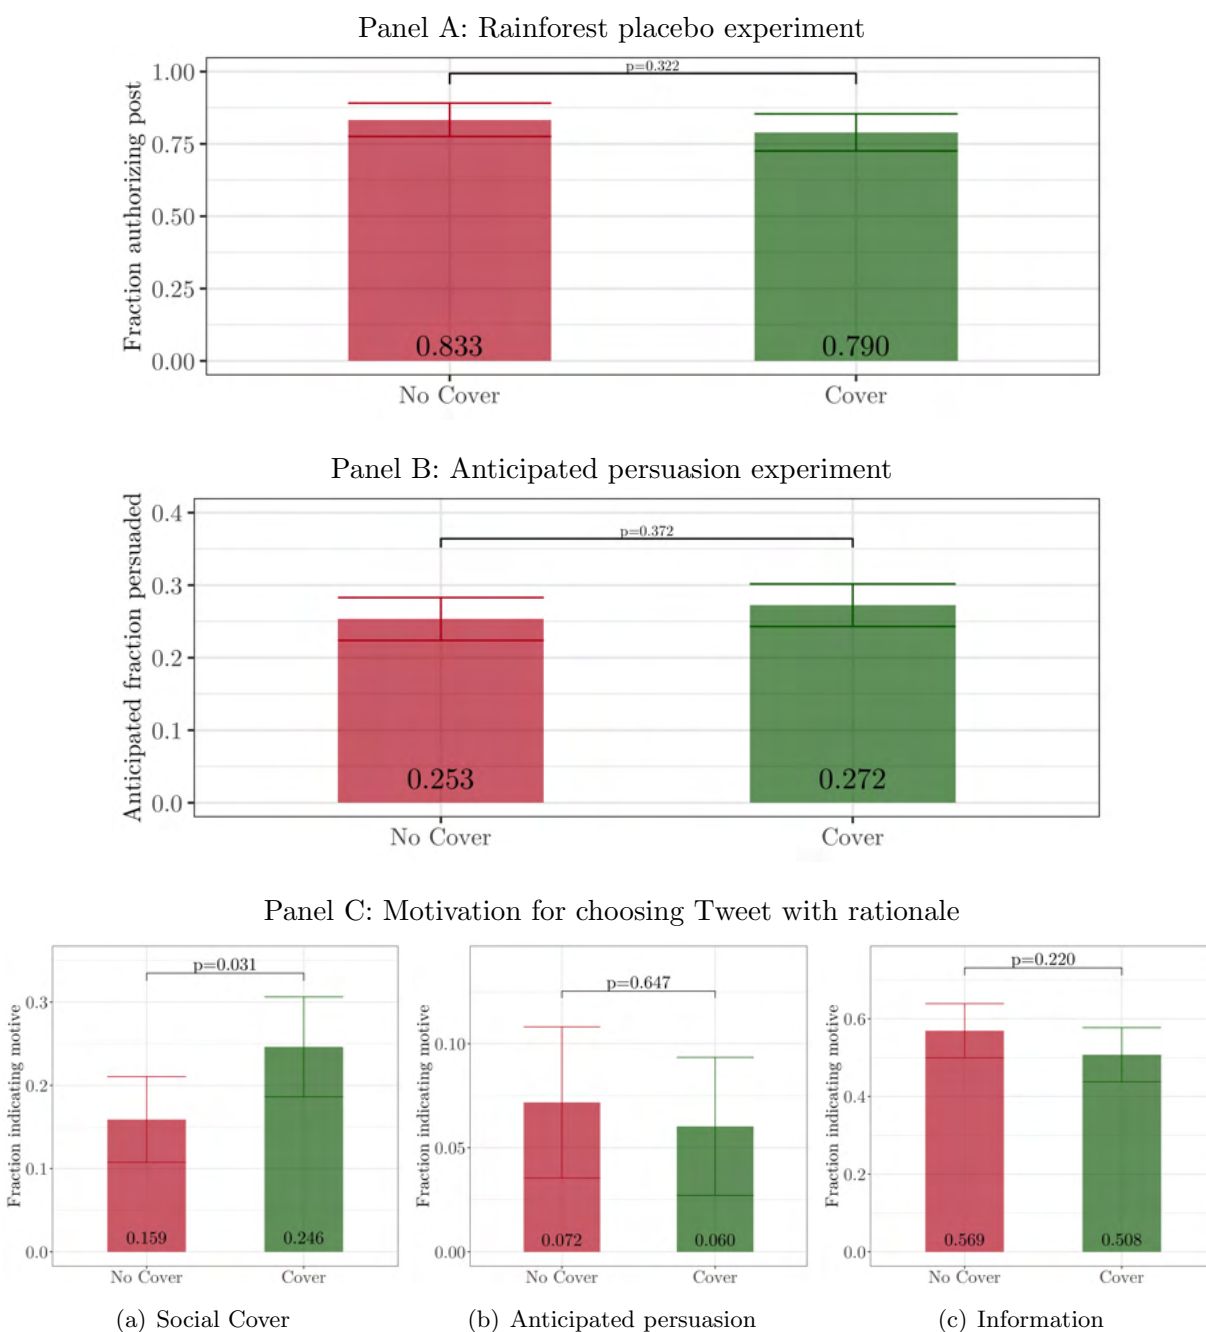 Panel A: Rainforest placebo experiment
Fraction authorizing post
1.00
0.75
0.50
0.25
0.00
p=0.322
0.833
0.790
No Cover
Cover
Panel B: Anticipated persuasion experiment
Anticipated fraction persuaded
0.4
0.3
0.2
0.1
0.0
p=0.372
0.253
0.272
No Cover
Cover
Panel C: Motivation for choosing Tweet with rationale
Fraction indicating motive
0.3
0.2
0.1
0.0
p=0.031
0.159
0.246
No Cover
Cover
(a) Social Cover
Fraction indicating motive
0.10
0.05
0.00
p=0.647
0.072
0.060
No Cover
Cover
(b) Anticipated persuasion
Fraction indicating motive
0.6
0.4
0.2
0.0
p=0.220
0.569
0.508
No Cover
Cover
(c) Information